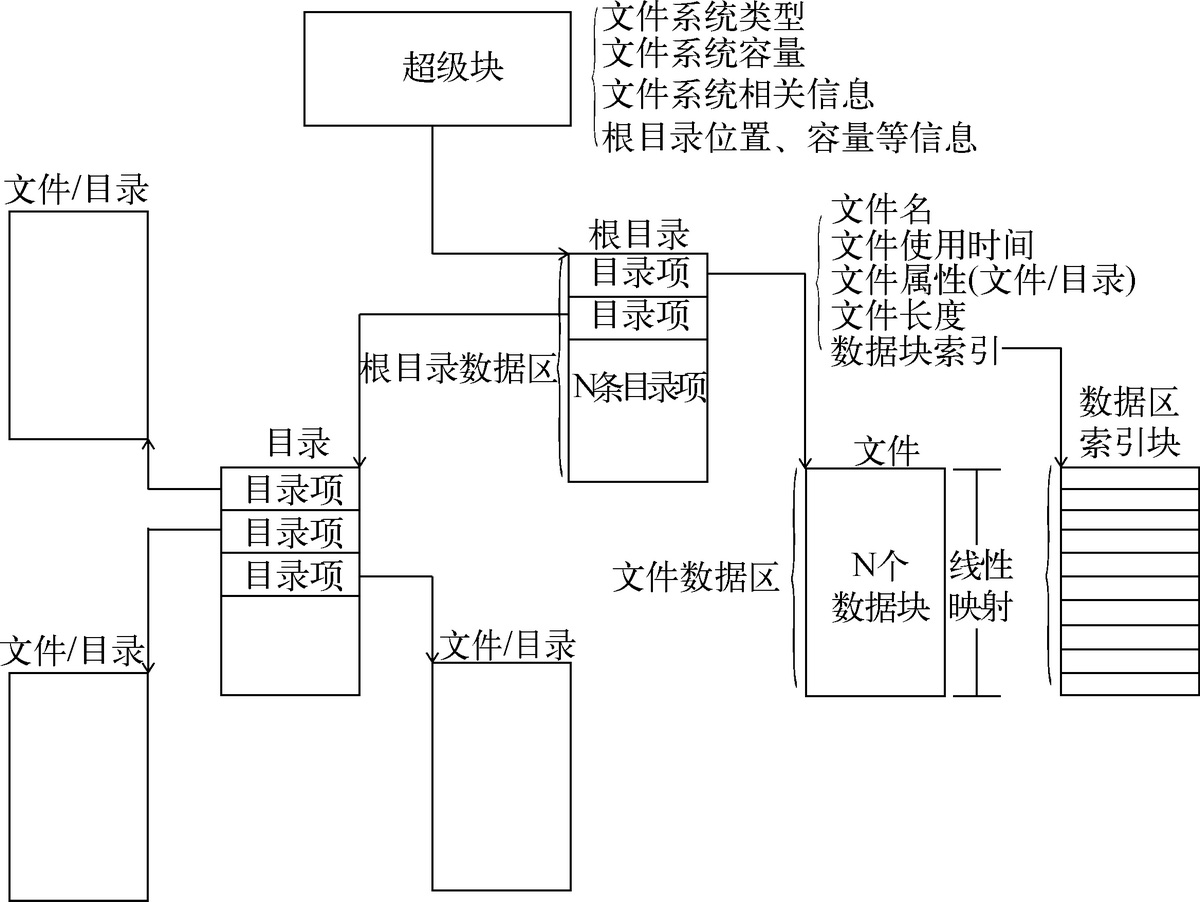 超级块
文件系统类型
文件系统容量
文件系统相关信息
根目录位置、容量等信息
文件/目录
根目录
目录项
目录项
N条目录项
根目录数据区
文件名
文件使用时间
文件属性(文件/目录)
文件长度
数据块索引
数据区
索引块
目录
目录项
目录项
目录项
文件
文件数据区
N个
数据块
线性
映射
文件/目录
文件/目录